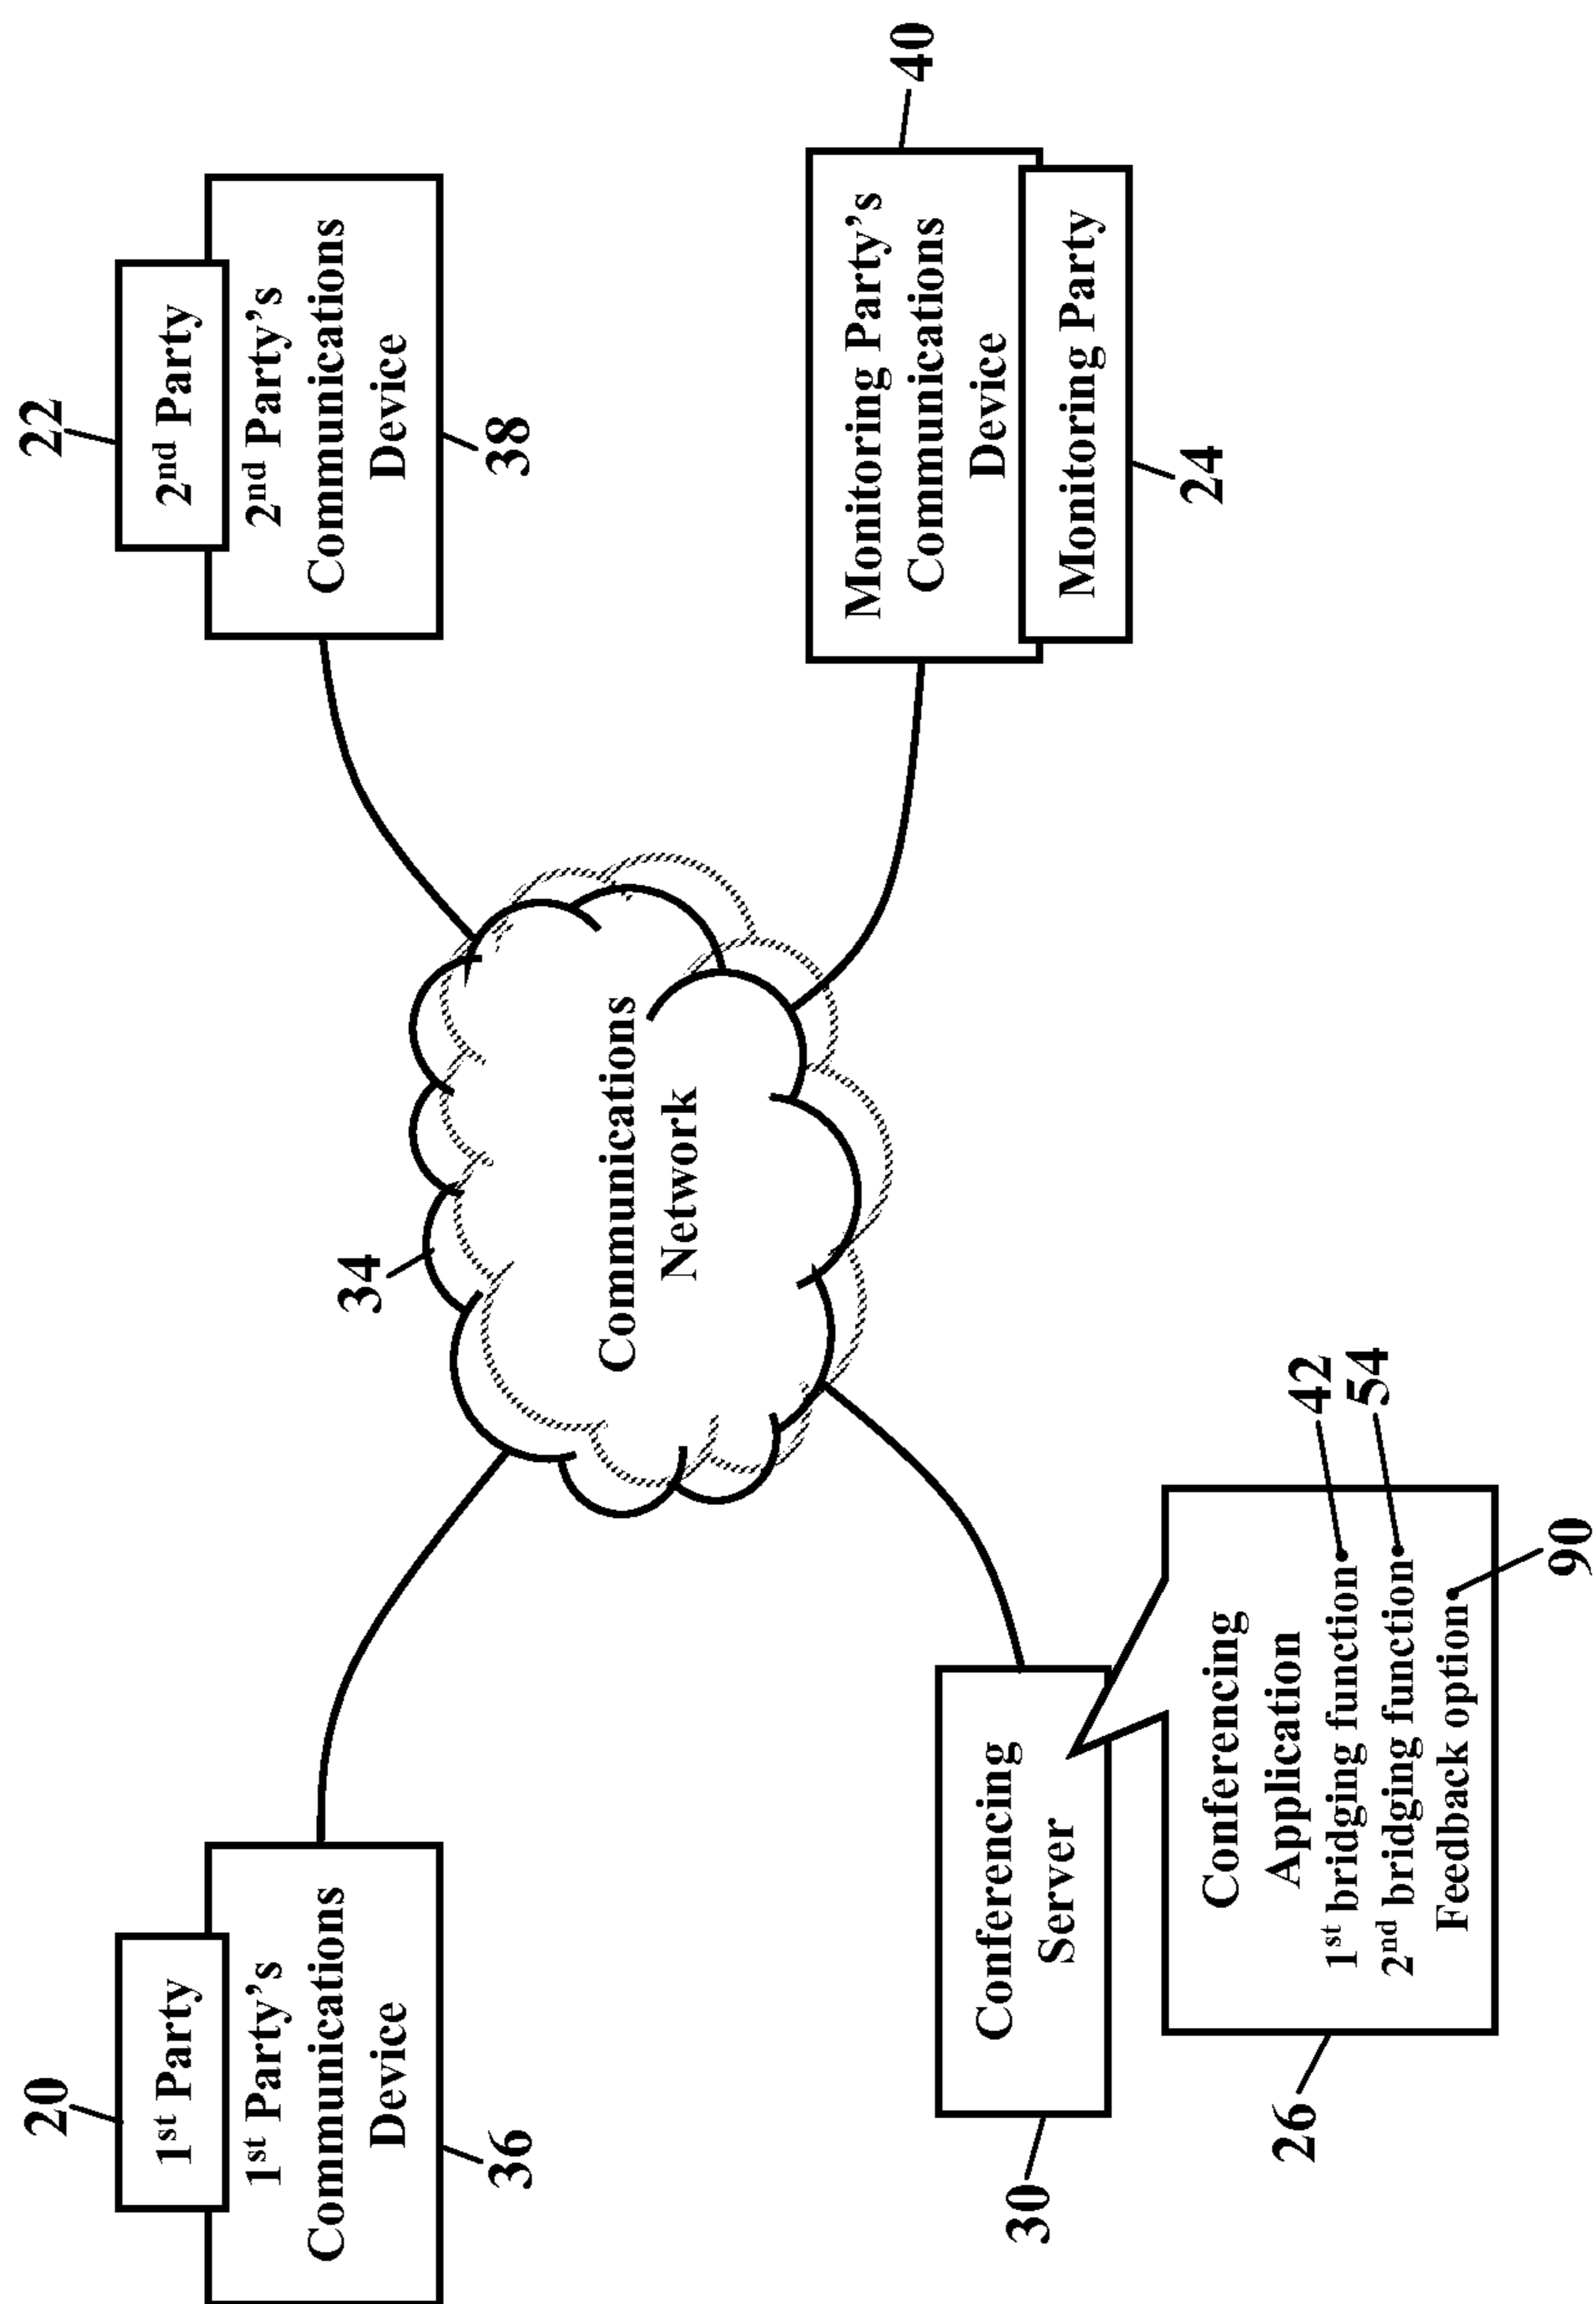 20
1st Party
1st Party's
Communications
Device
36
22
2nd Party
2nd Party's
Communications
Device
38
34
Communications
Network
30
Conferencing
Server
26
Conferencing
Application
1st bridging function
42
2nd bridging function
54
Feedback option
90
40
Monitoring Party's
Communications
Device
Monitoring Party
24